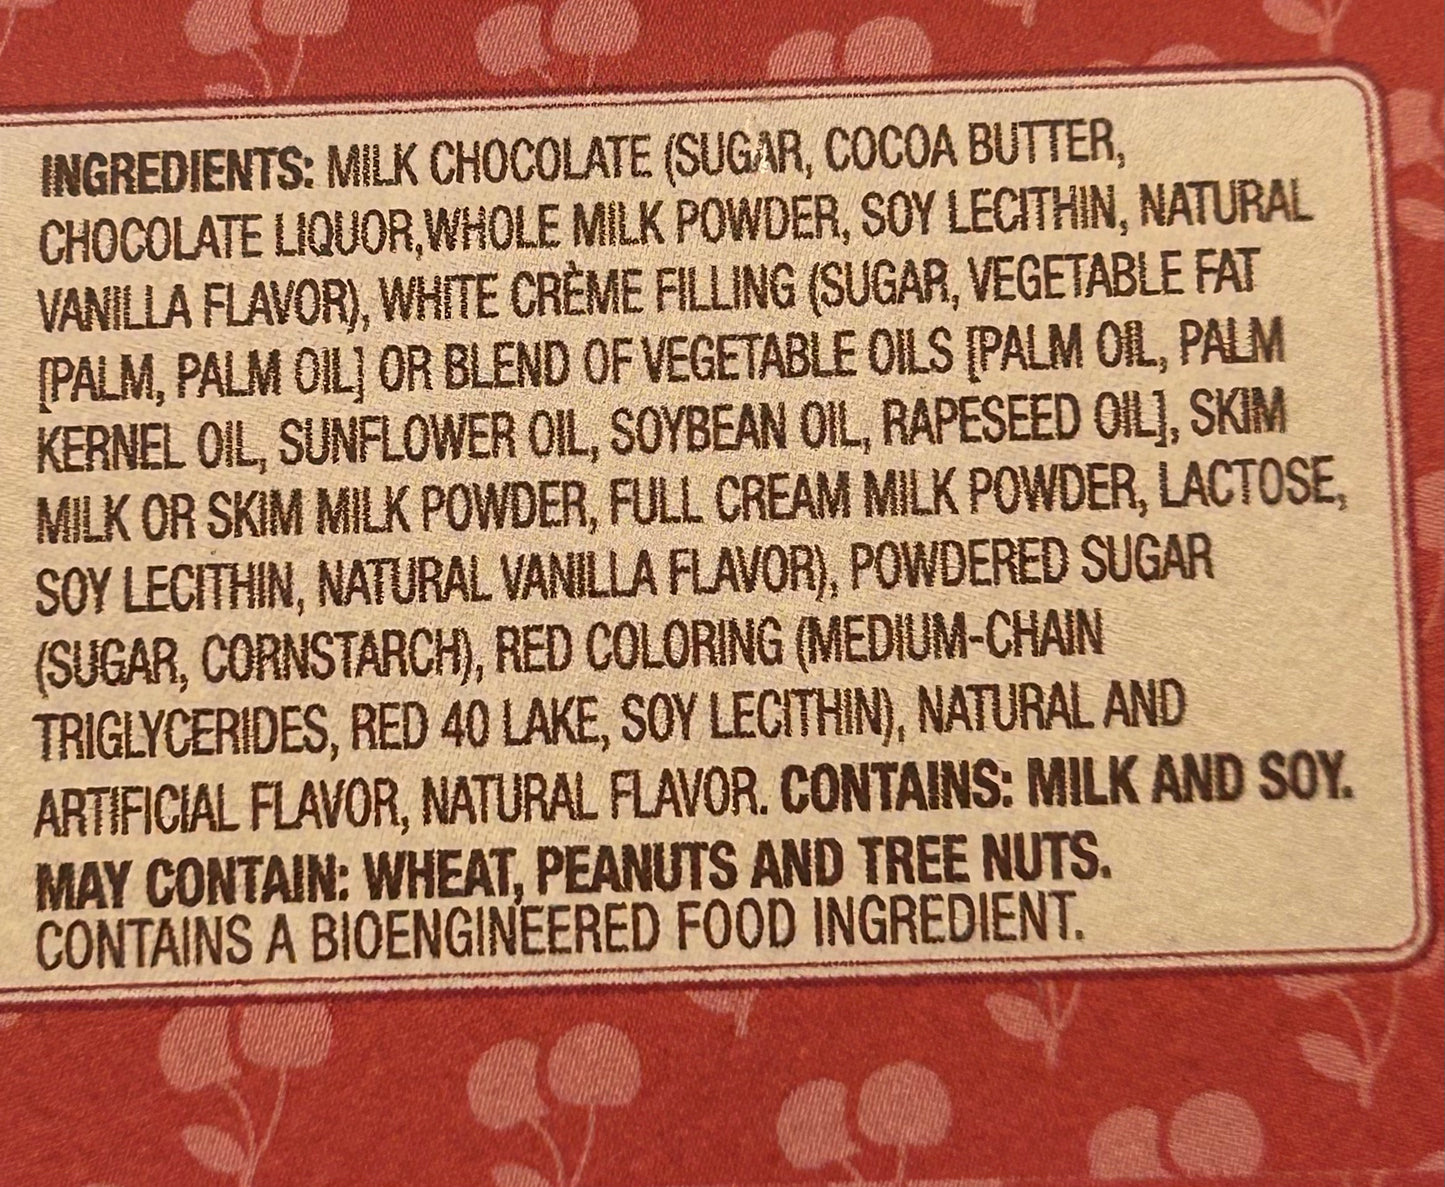 INGREDIENTS: MILK CHOCOLATE (SUGAR, COCOA BUTTER,
CHOCOLATE LIQUOR,WHOLE MILK POWDER, SOY LECITHIN, NATURAL
VANILLA FLAVOR), WHITE CRÈME FILLING (SUGAR, VEGETABLE FAT
[PALM, PALM OIL] OR BLEND OF VEGETABLE OILS [PALM OIL, PALM
KERNEL OIL, SUNFLOWER OIL, SOYBEAN OIL, RAPESEED OIL], SKIM
MILK OR SKIM MILK POWDER, FULL CREAM MILK POWDER, LACTOSE,
SOY LECITHIN, NATURAL VANILLA FLAVOR), POWDERED SUGAR
(SUGAR, CORNSTARCH), RED COLORING (MEDIUM-CHAIN
TRIGLYCERIDES, RED 40 LAKE, SOY LECITHIN), NATURAL AND
ARTIFICIAL FLAVOR, NATURAL FLAVOR. CONTAINS: MILK AND SOY.
MAY CONTAIN: WHEAT, PEANUTS AND TREE NUTS.
CONTAINS A BIOENGINEERED FOOD INGREDIENT.